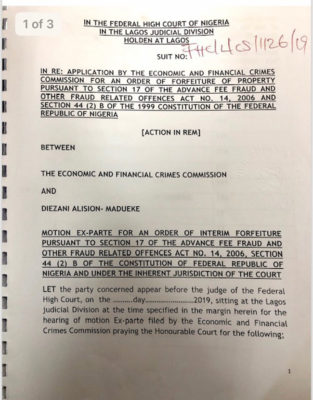 1 of 3
IN THE FEDERAL HIGH COURT OF NIGERIA
IN THE LAGOS JUDICIAL DIVISION
HOLDEN AT LAGOS
SUIT NO: FHC/L/CS/1126/19
IN RE: APPLICATION BY THE ECONOMIC AND FINANCIAL CRIMES
COMMISSION FOR AN ORDER OF FORFEITURE OF PROPERTY
PURSUANT TO SECTION 17 OF THE ADVANCE FEE FRAUD AND
OTHER FRAUD RELATED OFFENCES ACT NO. 14, 2006 AND
SECTION 44 (2) B OF THE 1999 CONSTITUTION OF THE FEDERAL
REPUBLIC OF NIGERIA
[ACTION IN REM]
BETWEEN
THE ECONOMIC AND FINANCIAL CRIMES COMMISSION
AND
DIEZANI ALISION- MADUEKE
MOTION EX-PARTE FOR AN ORDER OF INTERIM FORFEITURE
PURSUANT TO SECTION 17 OF THE ADVANCE FEE FRAUD AND
OTHER FRAUD RELATED OFFENCES ACT NO. 14, 2006, SECTION
44 (2) B OF THE CONSTITUTION OF FEDERAL REPUBLIC OF
NIGERIA AND UNDER THE INHERENT JURISDICTION OF THE COURT
LET the party concerned appear before the judge of the Federal
High Court, on the ..........day........................2019, sitting at the Lagos
Judicial Division at the time specified in the margin herein for the
hearing of motion Ex-parte filed by the Economic and Financial
Crimes Commission praying the Honourable Court for the following;
1